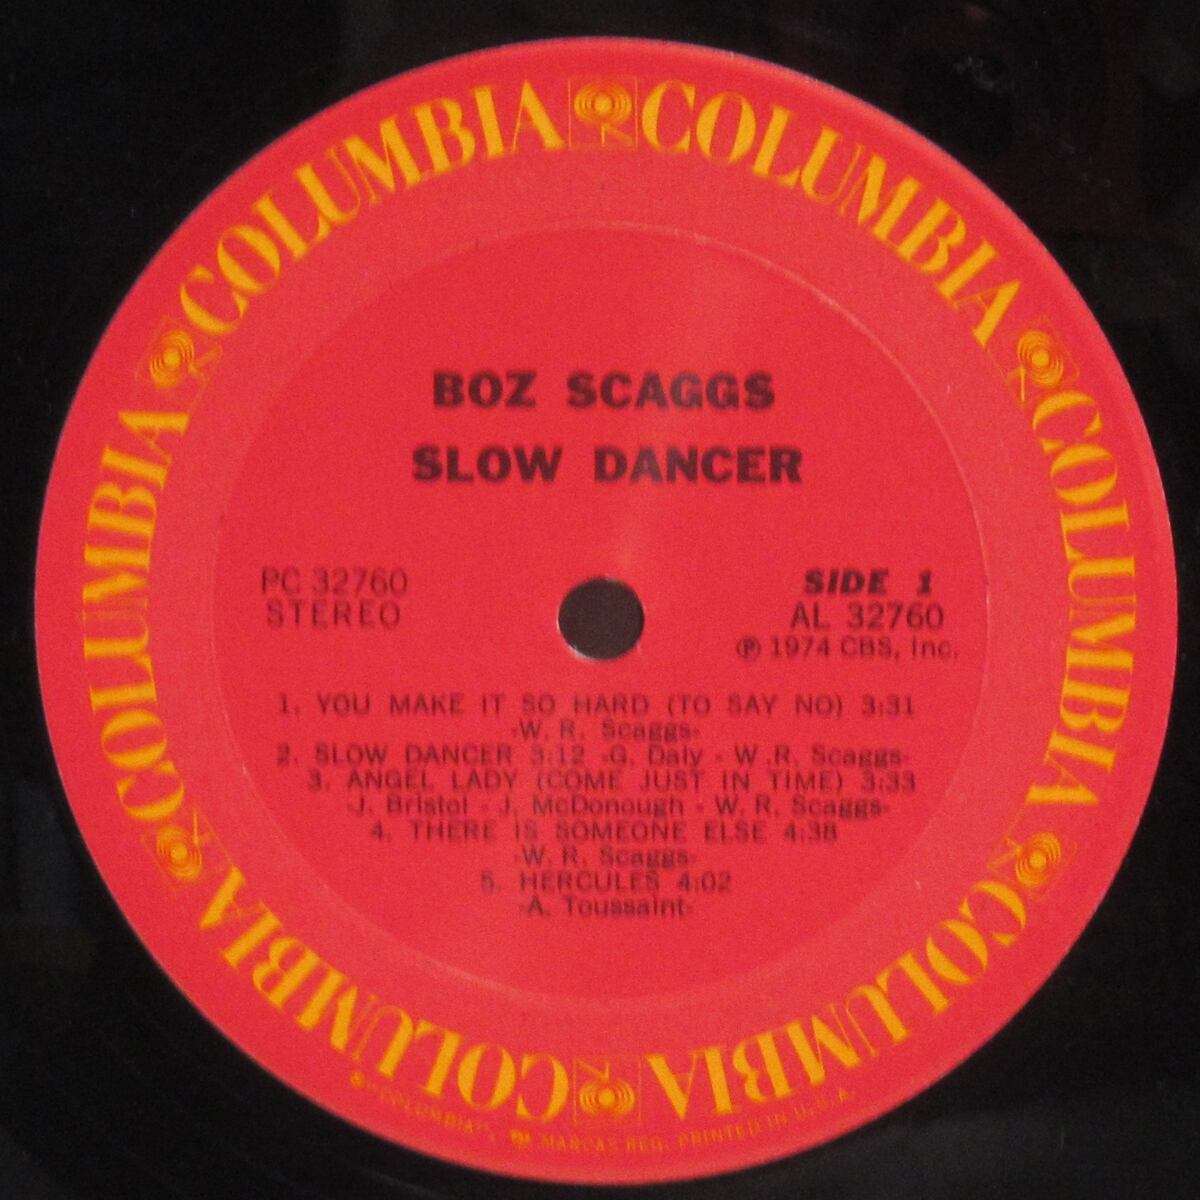 COLUMBIA COLUMBIA COLUMBIA COLUMBIA COLUMBIA COLUMBIA
BOZ SCAGGS
SLOW DANCER
PC 32760
STEREO
SIDE 1
AL 32760
℗ 1974 CBS, Inc.
1. YOU MAKE IT SO HARD (TO SAY NO) 3:31
-W. R. Scaggs-
2. SLOW DANCER 3:12 -G. Daly - W .R. Scaggs-
3. ANGEL LADY (COME JUST IN TIME) 3:33
-J. Bristol - J. McDonough - W. R. Scaggs-
4. THERE IS SOMEONE ELSE 4:38
-W. R. Scaggs-
5. HERCULES 4:02
-A. Toussaint-
® "COLUMBIA", MARCAS REG. PRINTED IN U.S.A.